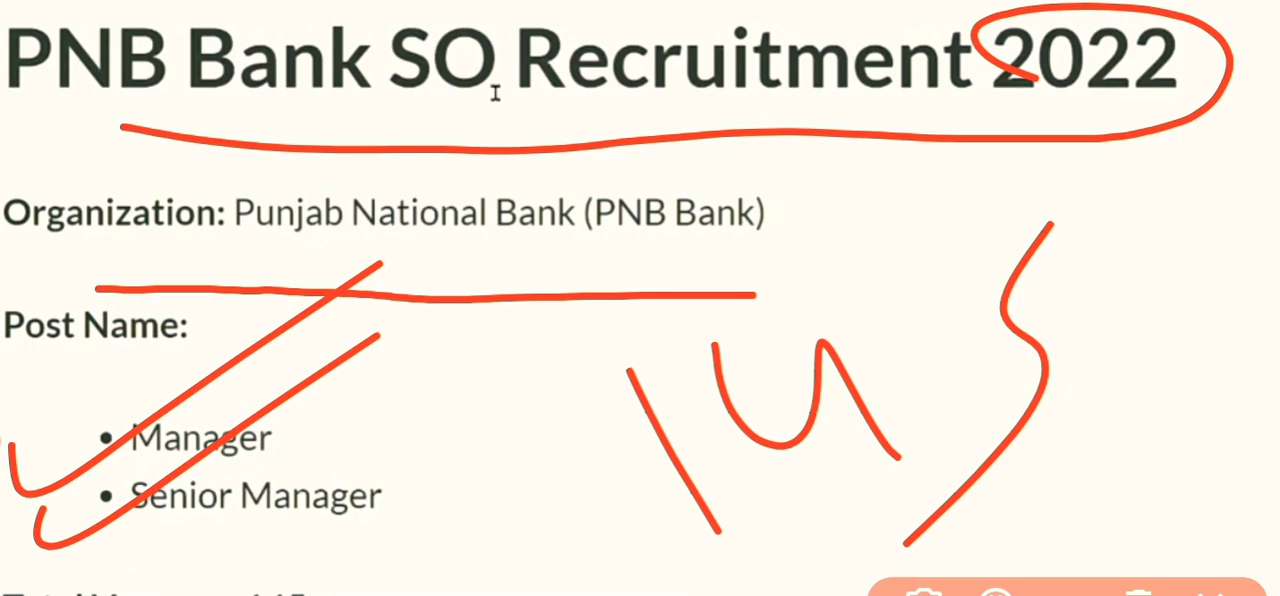 PNB Bank SO Recruitment 2022
Organization: Punjab National Bank (PNB Bank)
Post Name:
145
• Manager
• Senior Manager